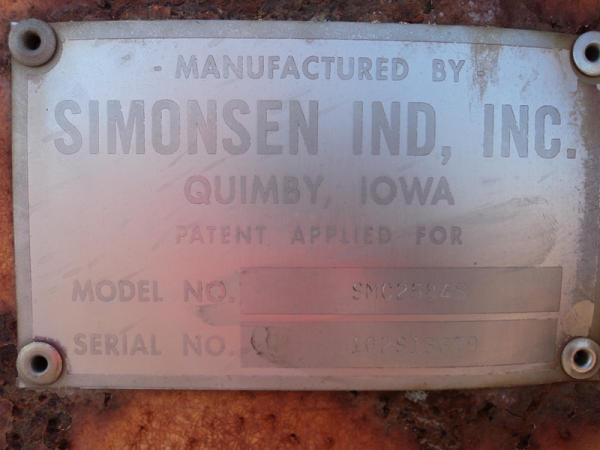 - MANUFACTURED BY -
SIMONSEN IND, INC.
QUIMBY, IOWA
PATENT APPLIED FOR
MODEL NO.
SERIAL NO.